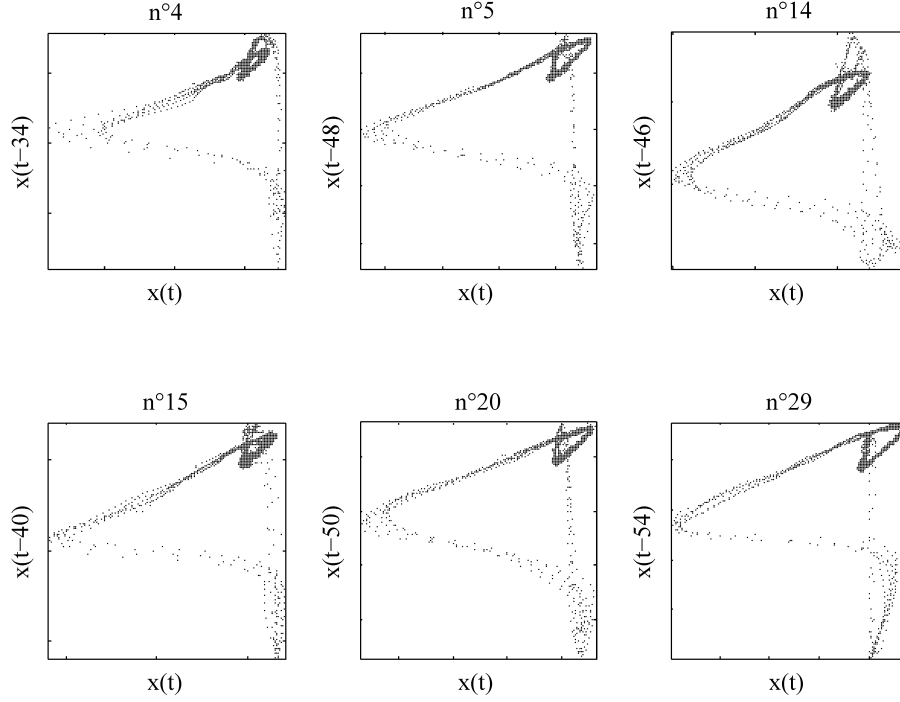 n°4
n°5
n°14
x(t−34)
x(t−48)
x(t−46)
x(t)
x(t)
x(t)
n°15
n°20
n°29
x(t−40)
x(t−50)
x(t−54)
x(t)
x(t)
x(t)